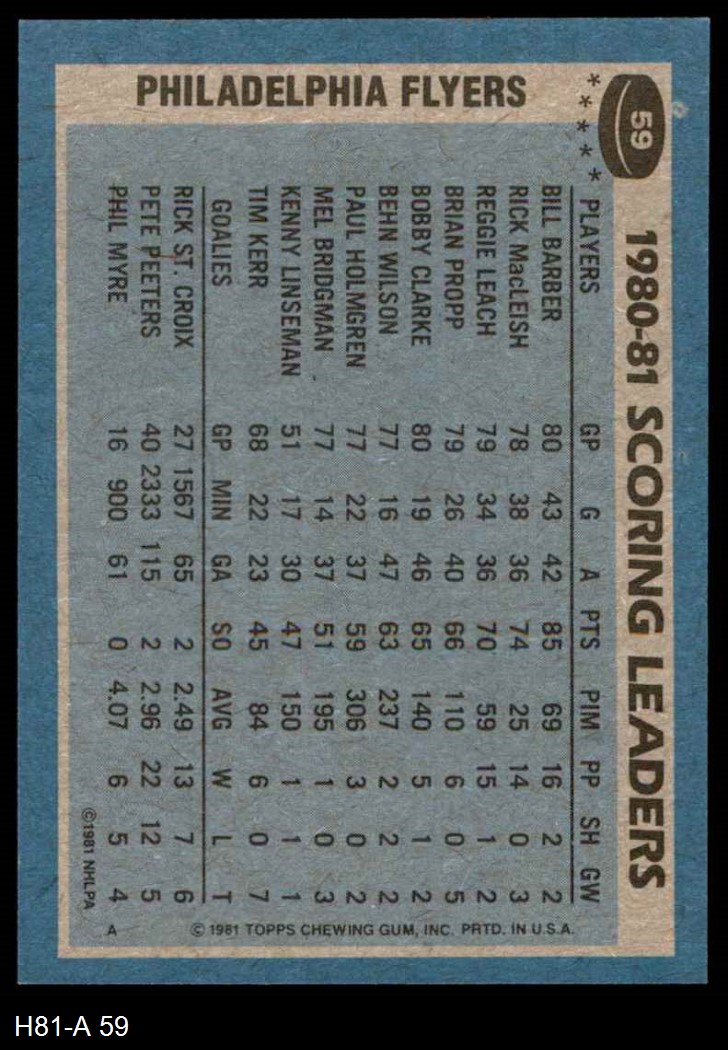 PHILADELPHIA FLYERS
59
1980-81 SCORING LEADERS
PLAYERS GP G A PTS PIM PP SH GW
BILL BARBER 80 43 42 85 69 16 2 2
RICK MacLEISH 78 38 36 74 25 14 0 3
REGGIE LEACH 79 34 36 70 59 15 1 2
BRIAN PROPP 79 26 40 66 110 6 0 5
BOBBY CLARKE 80 19 46 65 140 5 1 2
BEHN WILSON 77 16 47 63 237 2 2 2
PAUL HOLMGREN 77 22 37 59 306 3 0 2
MEL BRIDGMAN 77 14 37 51 195 1 0 3
KENNY LINSEMAN 51 17 30 47 150 1 1 1
TIM KERR 68 22 23 45 84 6 0 7
GOALIES GP MIN GA SO AVG W L T
RICK ST. CROIX 27 1567 65 2 2.49 13 7 6
PETE PEETERS 40 2333 115 2 2.96 22 12 5
PHIL MYRE 16 900 61 0 4.07 6 5 4
©1981 NHLPA
A
© 1981 TOPPS CHEWING GUM, INC. PRTD. IN U.S.A.
H81-A 59